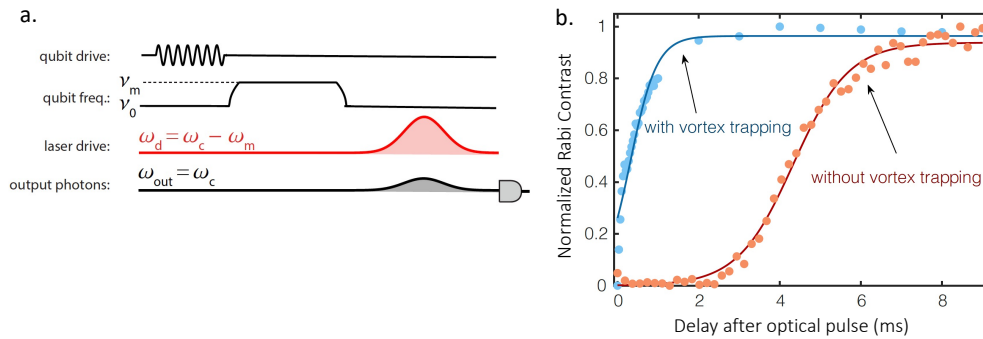 a.
qubit drive:
ν_m
qubit freq.:
ν_0
ω_d = ω_c − ω_m
laser drive:
ω_out = ω_c
output photons:
b.
1
0.8
0.6
0.4
0.2
0
Normalized Rabi Contrast
with vortex trapping
without vortex trapping
0 2 4 6 8
Delay after optical pulse (ms)